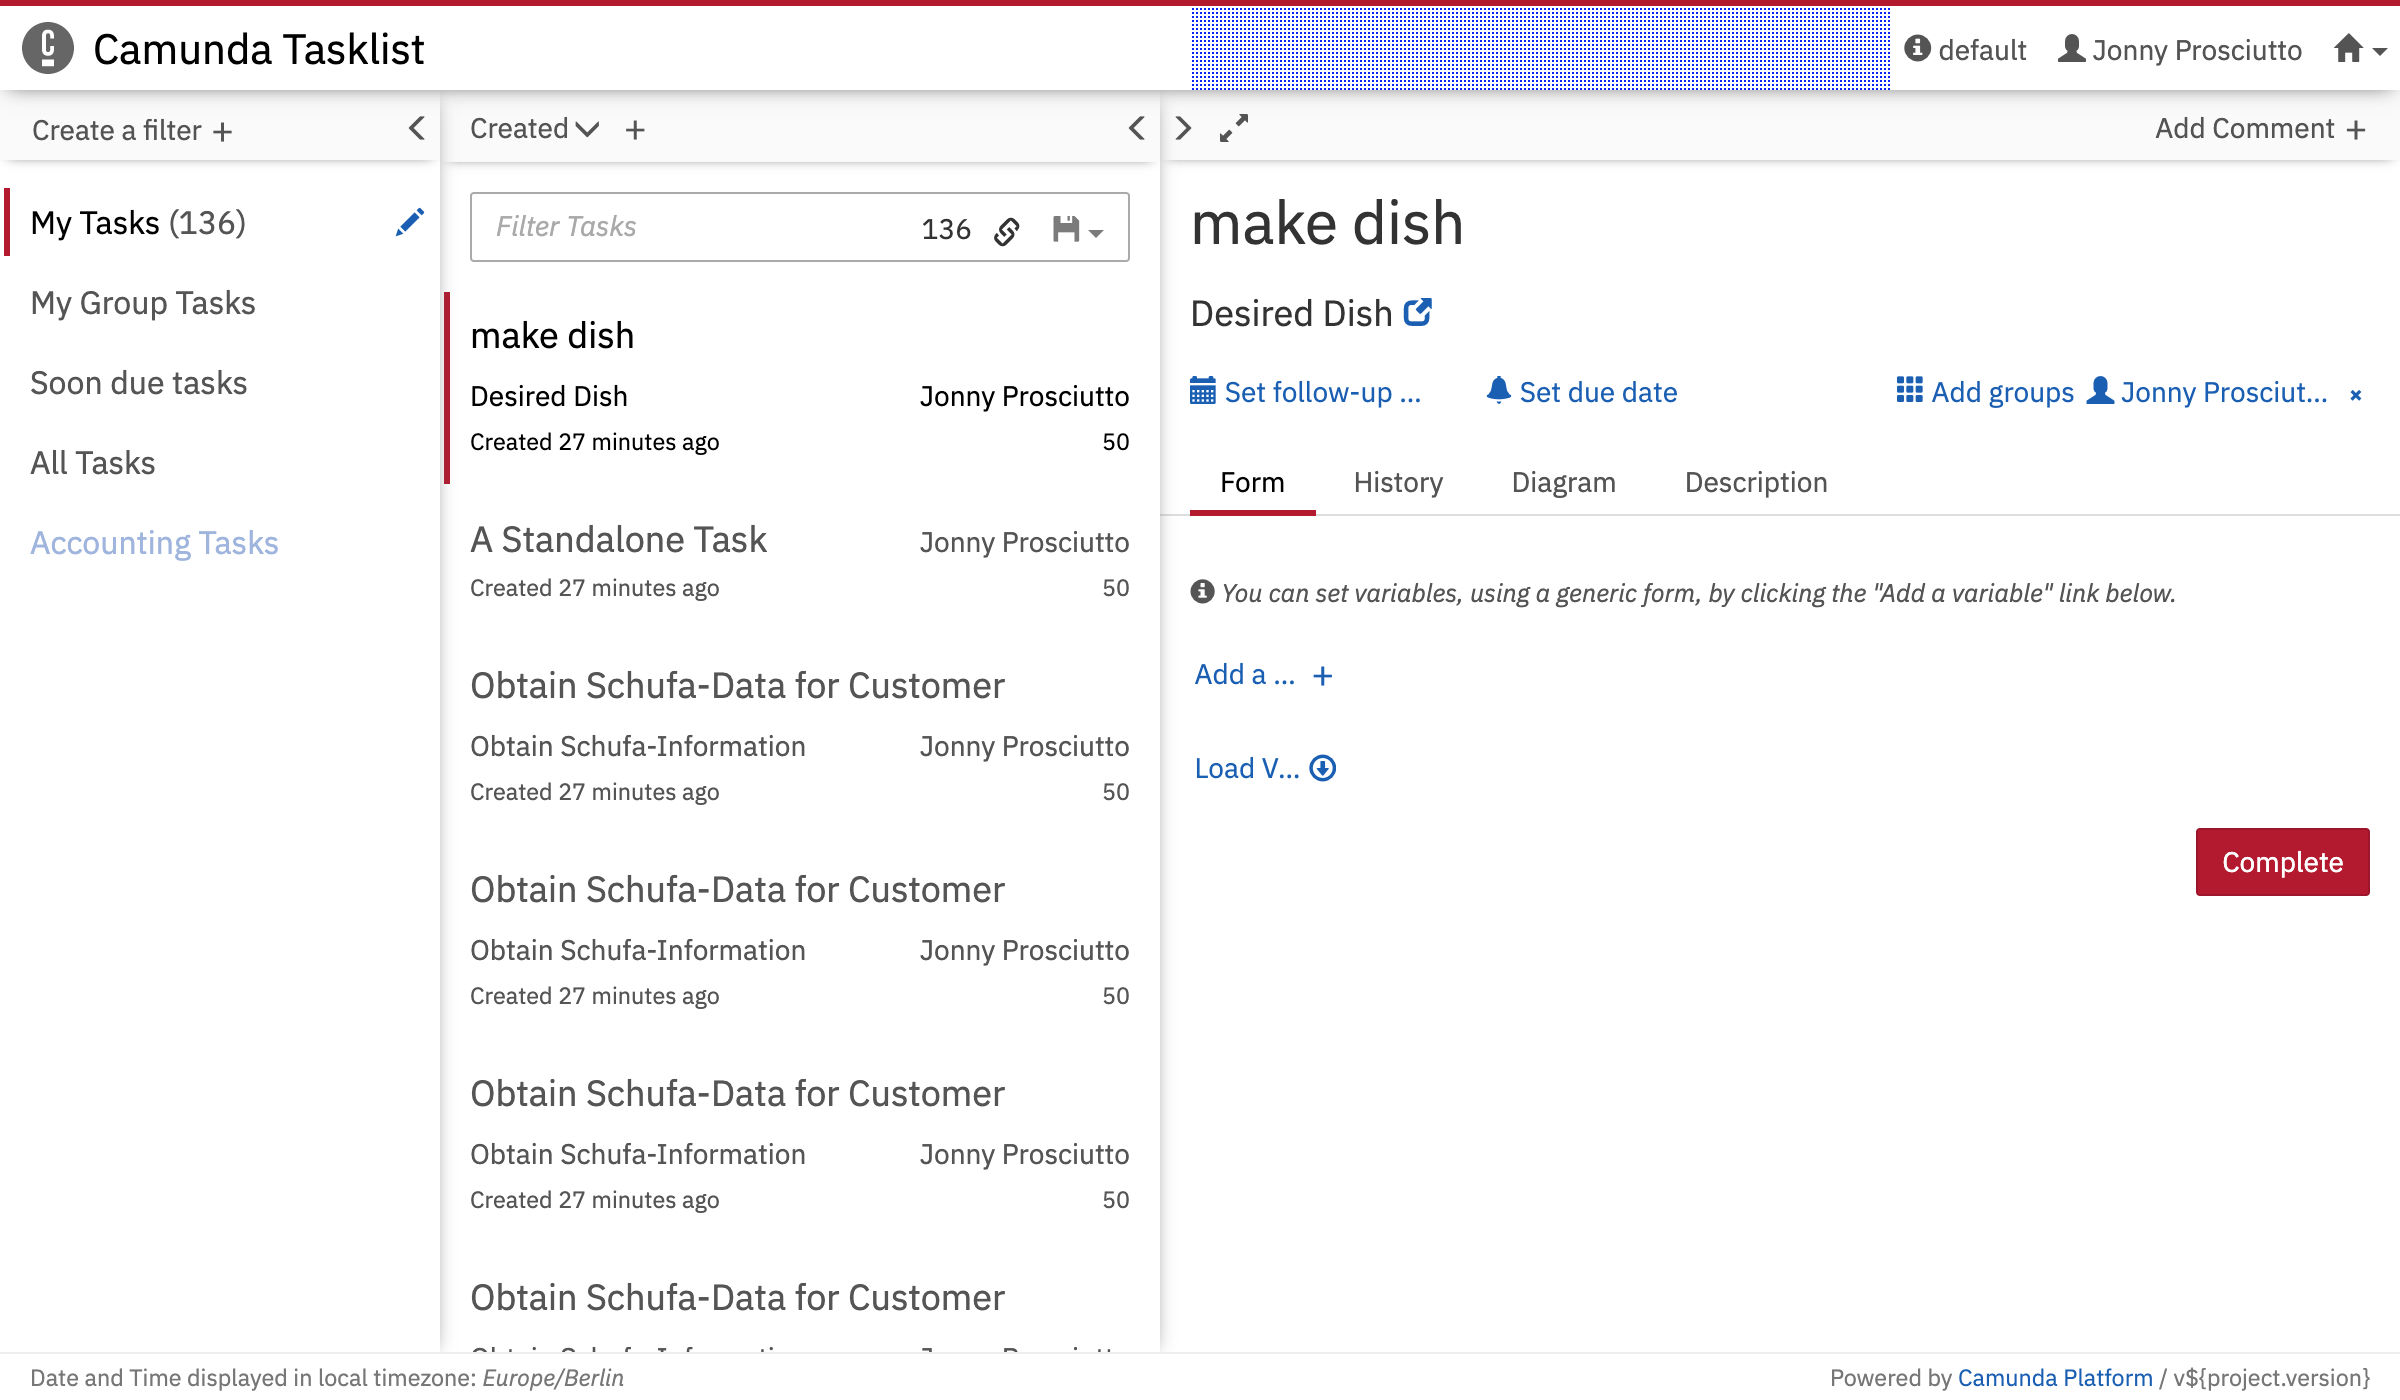 Camunda Tasklist
default
Jonny Prosciutto
Create a filter +
Created +
Add Comment +
My Tasks (136)
My Group Tasks
Soon due tasks
All Tasks
Accounting Tasks
Filter Tasks 136
make dish
Desired Dish Jonny Prosciutto
Created 27 minutes ago 50
A Standalone Task Jonny Prosciutto
Created 27 minutes ago 50
Obtain Schufa-Data for Customer
Obtain Schufa-Information Jonny Prosciutto
Created 27 minutes ago 50
Obtain Schufa-Data for Customer
Obtain Schufa-Information Jonny Prosciutto
Created 27 minutes ago 50
Obtain Schufa-Data for Customer
Obtain Schufa-Information Jonny Prosciutto
Created 27 minutes ago 50
Obtain Schufa-Data for Customer
make dish
Desired Dish
Set follow-up ... Set due date Add groups Jonny Prosciut... ×
Form History Diagram Description
You can set variables, using a generic form, by clicking the "Add a variable" link below.
Add a ... +
Load V...
Complete
Date and Time displayed in local timezone: Europe/Berlin
Powered by Camunda Platform / v${project.version}